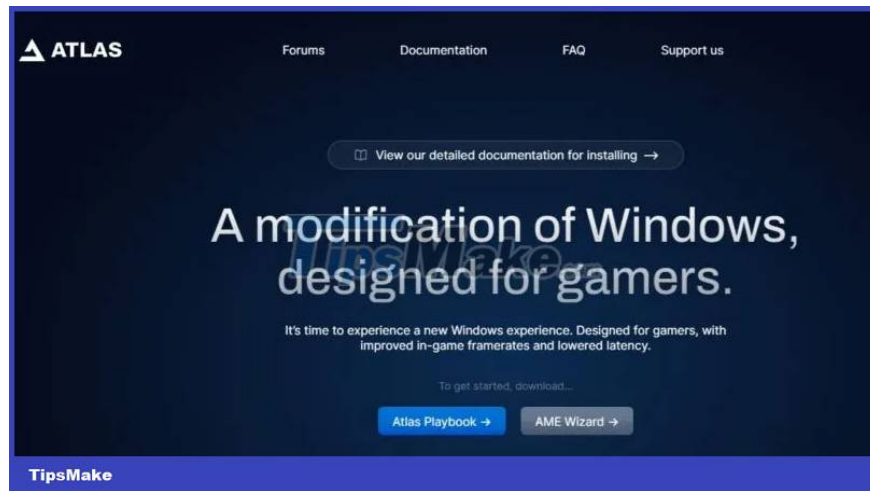 ATLAS
Forums
Documentation
FAQ
Support us
View our detailed documentation for installing →
A modification of Windows,
designed for gamers.
TipsMake.com
It's time to experience a new Windows experience. Designed for gamers, with
improved in-game framerates and lowered latency.
To get started, download...
Atlas Playbook →
AME Wizard →
TipsMake